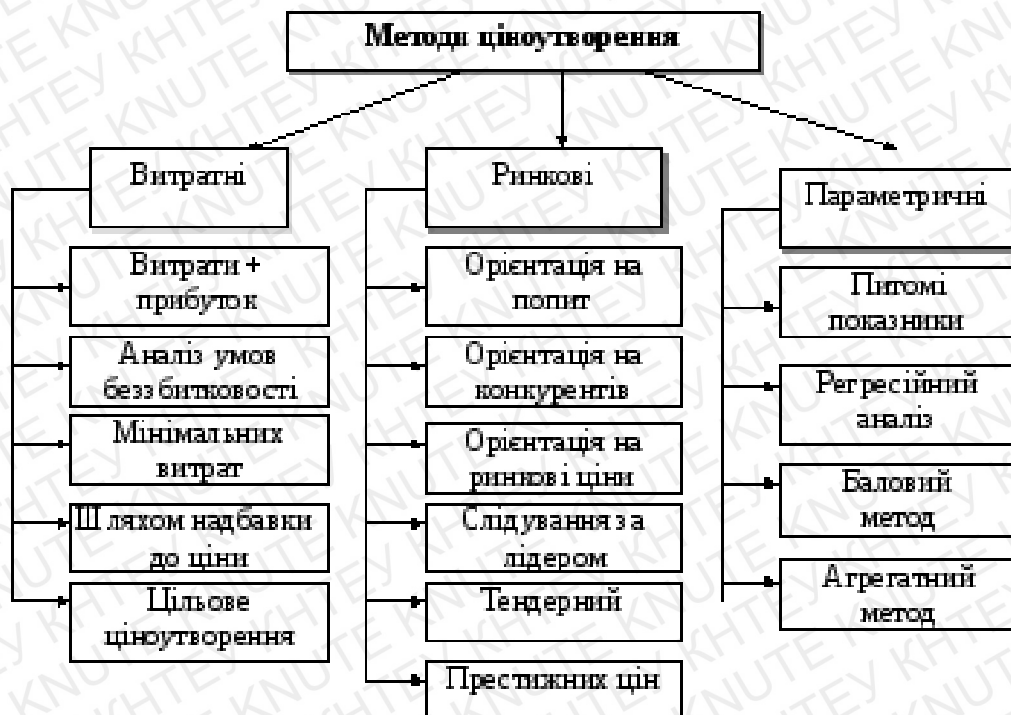 Методи ціноутворення
Витратні
Витрати +
прибуток
Аналіз умов
беззбитковості
Мінімальних
витрат
Шляхом надбавки
до ціни
Цільове
ціноутворення
Ринкові
Орієнтація на
попит
Орієнтація на
конкурентів
Орієнтація на
ринкові ціни
Слідування за
лідером
Тендерний
Престижних цін
Параметричні
Питомі
показники
Регресійний
аналіз
Баловий
метод
Агрегатний
метод